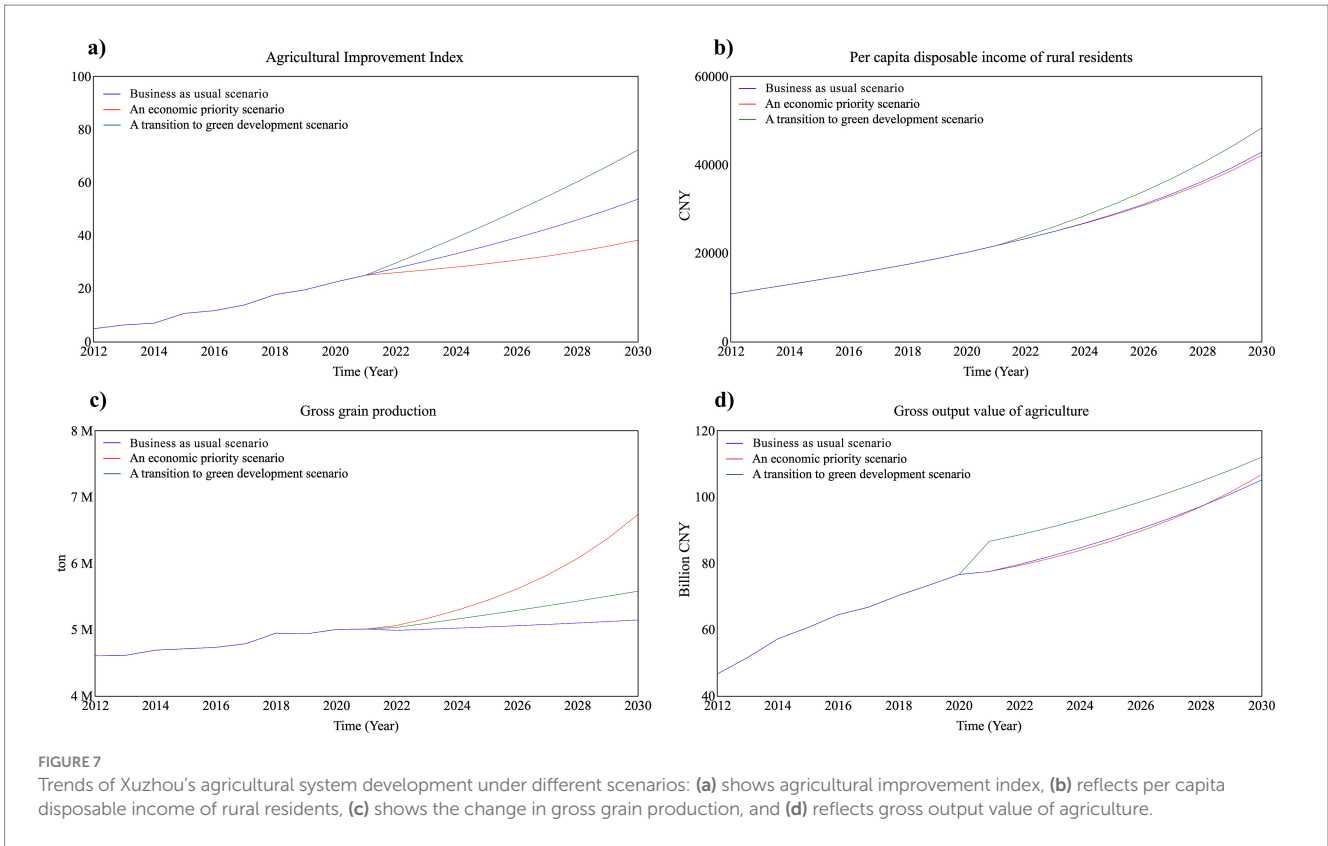 a)
Agricultural Improvement Index
100
80
60
40
20
0
Business as usual scenario
An economic priority scenario
A transition to green development scenario
2012 2014 2016 2018 2020 2022 2024 2026 2028 2030
Time (Year)
b)
Per capita disposable income of rural residents
60000
40000
20000
0
CNY
Business as usual scenario
An economic priority scenario
A transition to green development scenario
2012 2014 2016 2018 2020 2022 2024 2026 2028 2030
Time (Year)
c)
Gross grain production
8 M
7 M
6 M
5 M
4 M
ton
Business as usual scenario
An economic priority scenario
A transition to green development scenario
2012 2014 2016 2018 2020 2022 2024 2026 2028 2030
Time (Year)
d)
Gross output value of agriculture
120
100
80
60
40
Billion CNY
Business as usual scenario
An economic priority scenario
A transition to green development scenario
2012 2014 2016 2018 2020 2022 2024 2026 2028 2030
Time (Year)
FIGURE 7
Trends of Xuzhou's agricultural system development under different scenarios: (a) shows agricultural improvement index, (b) reflects per capita
disposable income of rural residents, (c) shows the change in gross grain production, and (d) reflects gross output value of agriculture.